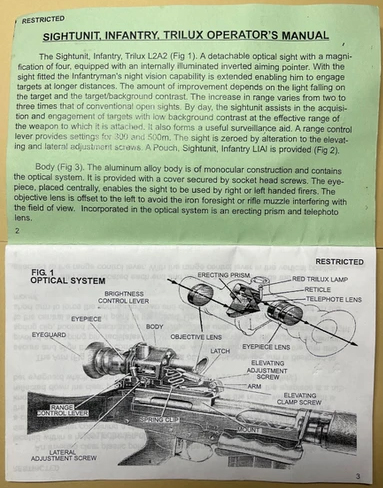 RESTRICTED
SIGHTUNIT, INFANTRY, TRILUX OPERATOR'S MANUAL
The Sightunit, Infantry, Trilux L2A2 (Fig 1). A detachable optical sight with a magni-
fication of four, equipped with an internally illuminated inverted aiming pointer. With the
sight fitted the Infantryman's night vision capability is extended enabling him to engage
targets at longer distances. The amount of improvement depends on the light falling on
the target and the target/background contrast. The increase in range varies from two to
three times that of conventional open sights. By day, the sightunit assists in the acquisi-
tion and engagement of targets with low background contrast at the effective range of
the weapon to which it is attached. It also forms a useful surveillance aid. A range control
lever provides settings for 300 and 500m. The sight is zeroed by alteration to the elevat-
ing and lateral adjustment screws. A Pouch, Sightunit, Infantry LIAI is provided (Fig 2).
Body (Fig 3). The aluminum alloy body is of monocular construction and contains
the optical system. It is provided with a cover secured by socket head screws. The eye-
piece, placed centrally, enables the sight to be used by right or left handed firers. The
objective lens is offset to the left to avoid the iron foresight or rifle muzzle interfering with
the field of view. Incorporated in the optical system is an erecting prism and telephoto
lens.
2
RESTRICTED
FIG. 1
OPTICAL SYSTEM
ERECTING PRISM
RED TRILUX LAMP
RETICLE
TELEPHOTE LENS
BRIGHTNESS
CONTROL LEVER
EYEPIECE
BODY
EYEGUARD
OBJECTIVE LENS
EYEPIECE LENS
LATCH
ELEVATING
ADJUSTMENT
SCREW
ARM
ELEVATING
CLAMP SCREW
RANGE
CONTROL LEVER
SPRING CLIP
MOUNT
LATERAL
ADJUSTMENT SCREW
3